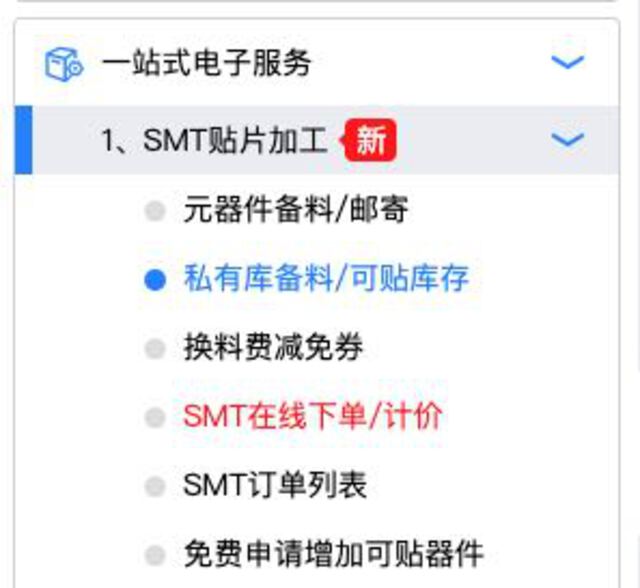 一站式电子服务
1、SMT贴片加工 新
元器件备料/邮寄
私有库备料/可贴库存
换料费减免券
SMT在线下单/计价
SMT订单列表
免费申请增加可贴器件